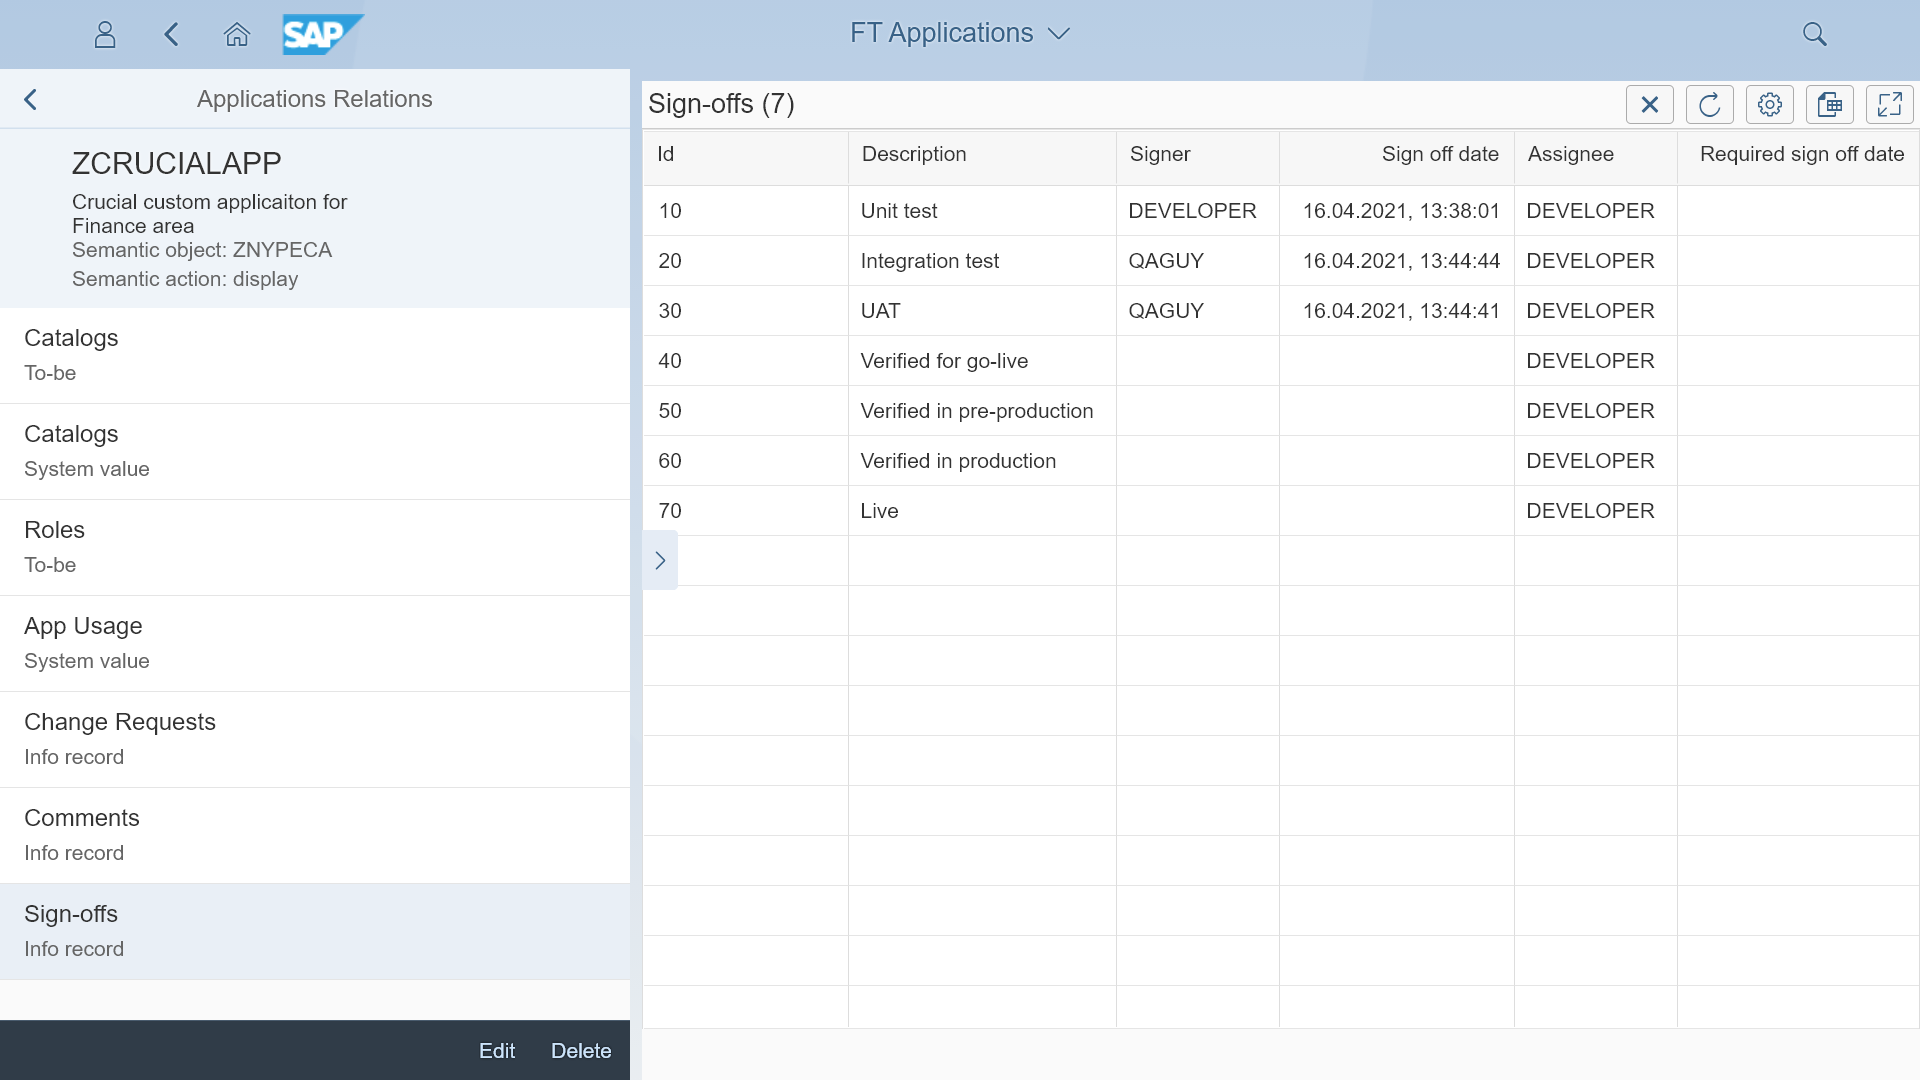 SAP
FT Applications
Applications Relations
ZCRUCIALAPP
Crucial custom applicaiton for
Finance area
Semantic object: ZNYPECA
Semantic action: display
Catalogs
To-be
Catalogs
System value
Roles
To-be
App Usage
System value
Change Requests
Info record
Comments
Info record
Sign-offs
Info record
Edit Delete
Sign-offs (7)
Id Description Signer Sign off date Assignee Required sign off date
10 Unit test DEVELOPER 16.04.2021, 13:38:01 DEVELOPER
20 Integration test QAGUY 16.04.2021, 13:44:44 DEVELOPER
30 UAT QAGUY 16.04.2021, 13:44:41 DEVELOPER
40 Verified for go-live DEVELOPER
50 Verified in pre-production DEVELOPER
60 Verified in production DEVELOPER
70 Live DEVELOPER